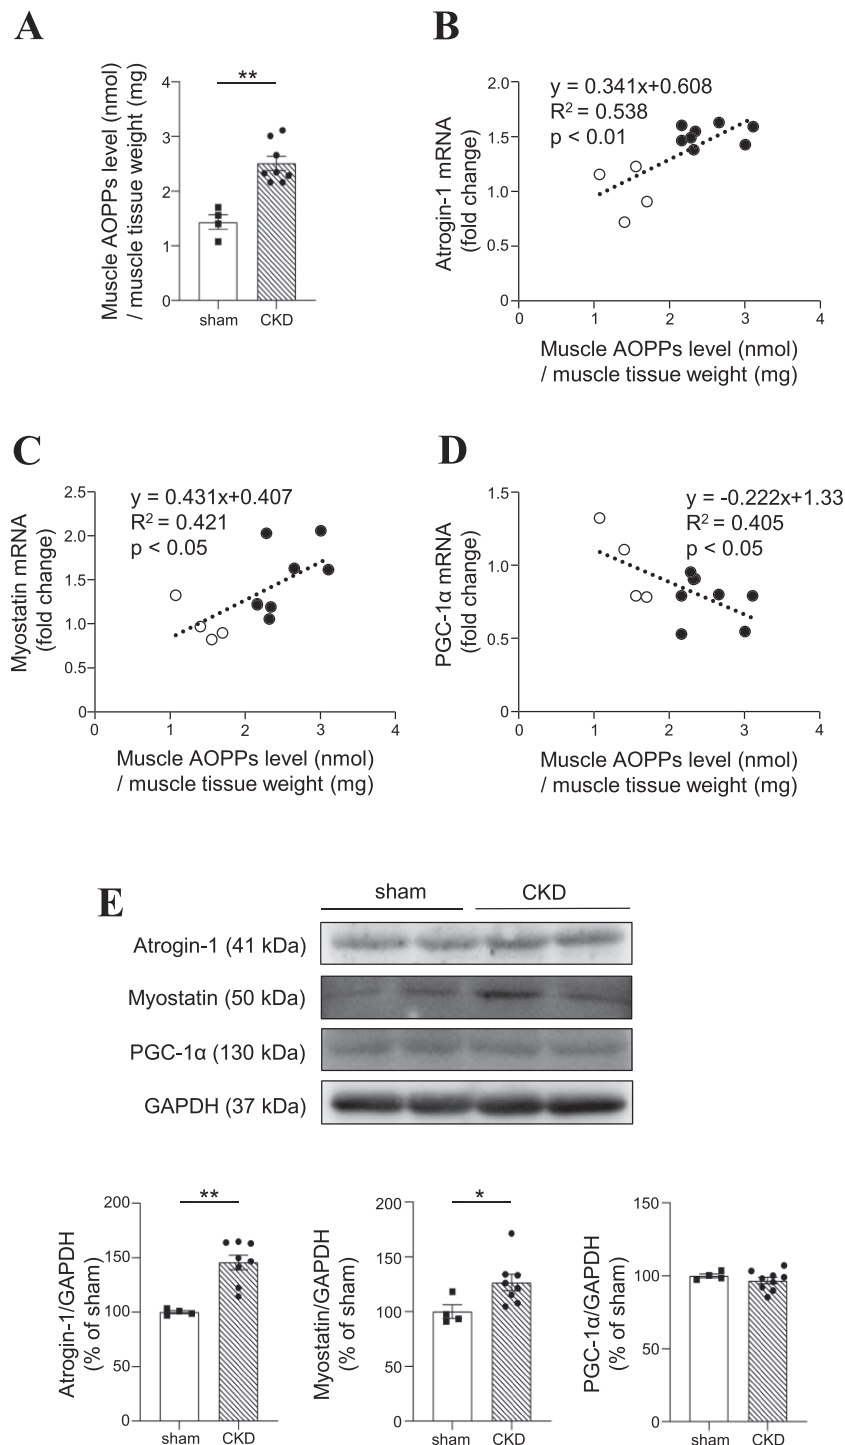 A
Muscle AOPPs level (nmol)
/ muscle tissue weight (mg)
**
4
3
2
1
0
sham
CKD
B
Atrogin-1 mRNA
(fold change)
y = 0.341x+0.608
R2 = 0.538
p < 0.01
2.0
1.5
1.0
0.5
0
0
1
2
3
4
Muscle AOPPs level (nmol)
/ muscle tissue weight (mg)
C
Myostatin mRNA
(fold change)
y = 0.431x+0.407
R2 = 0.421
p < 0.05
2.5
2.0
1.5
1.0
0.5
0
0
1
2
3
4
Muscle AOPPs level (nmol)
/ muscle tissue weight (mg)
D
PGC-1α mRNA
(fold change)
y = -0.222x+1.33
R2 = 0.405
p < 0.05
1.5
1.0
0.5
0
0
1
2
3
4
Muscle AOPPs level (nmol)
/ muscle tissue weight (mg)
E
sham
CKD
Atrogin-1 (41 kDa)
Myostatin (50 kDa)
PGC-1α (130 kDa)
GAPDH (37 kDa)
Atrogin-1/GAPDH
(% of sham)
**
200
150
100
50
0
sham
CKD
Myostatin/GAPDH
(% of sham)
*
200
150
100
50
0
sham
CKD
PGC-1α/GAPDH
(% of sham)
150
100
50
0
sham
CKD